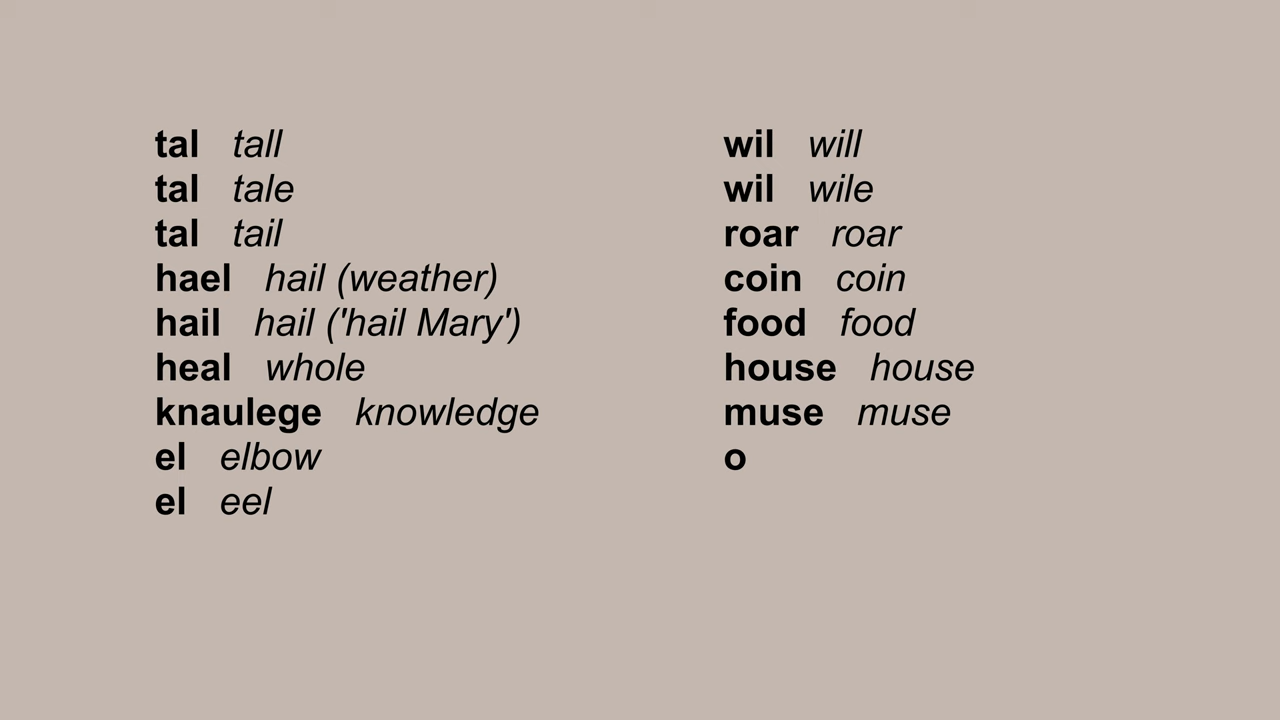 tal tall
tal tale
tal tail
hael hail (weather)
hail hail ('hail Mary')
heal whole
knaulege knowledge
el elbow
el eel
wil will
wil wile
roar roar
coin coin
food food
house house
muse muse
o